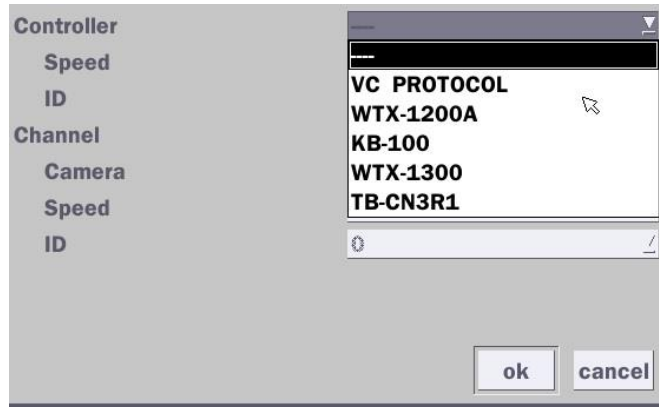 Controller ----
Speed ----
ID VC PROTOCOL
WTX-1200A
Channel KB-100
Camera WTX-1300
Speed TB-CN3R1
ID 0
ok cancel